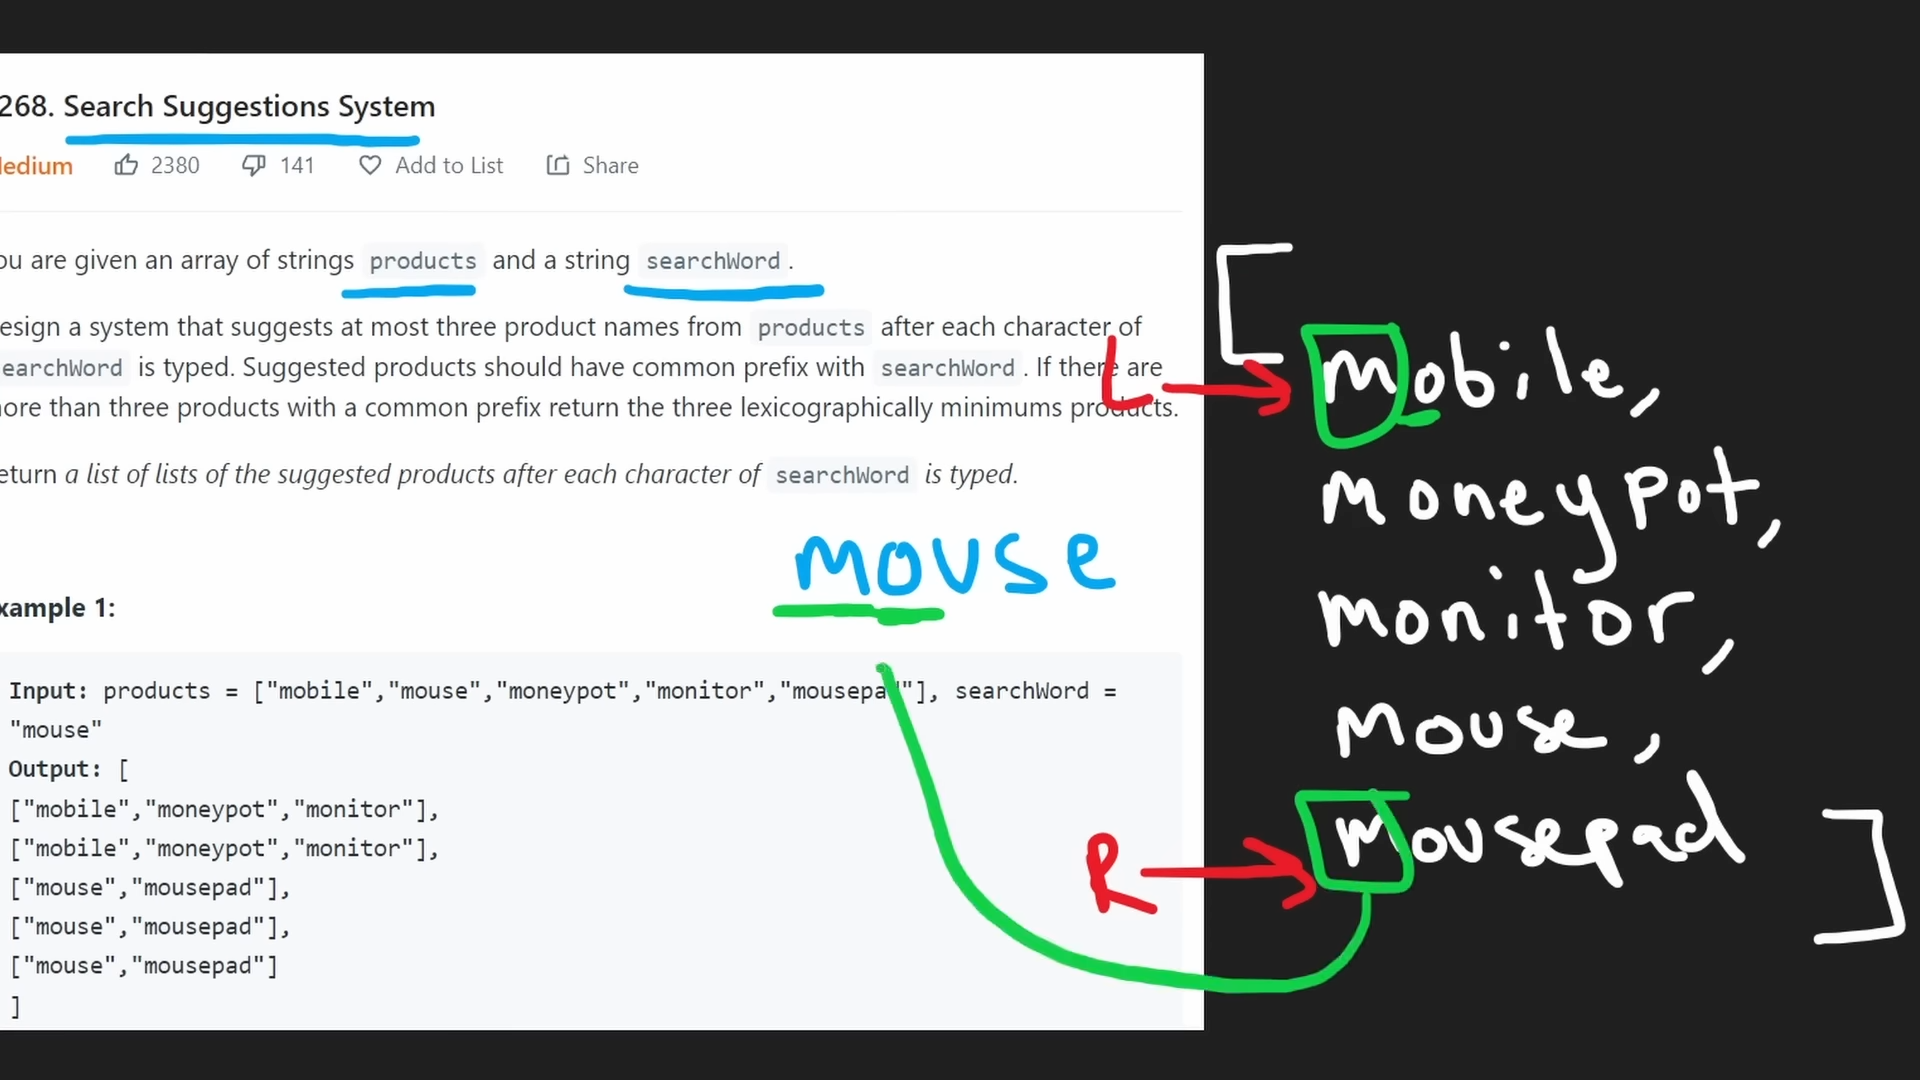 268. Search Suggestions System
edium 2380 141 Add to List Share
ou are given an array of strings products and a string searchWord.
esign a system that suggests at most three product names from products after each character of
earchWord is typed. Suggested products should have common prefix with searchWord. If there are
ore than three products with a common prefix return the three lexicographically minimums products.
eturn a list of lists of the suggested products after each character of searchWord is typed.
mouse
xample 1:
Input: products = ["mobile","mouse","moneypot","monitor","mousepad"], searchWord =
"mouse"
Output: [
["mobile","moneypot","monitor"],
["mobile","moneypot","monitor"],
["mouse","mousepad"],
["mouse","mousepad"],
["mouse","mousepad"]
]
[
L
mobile,
moneypot,
monitor,
mouse,
R
mousepad
]